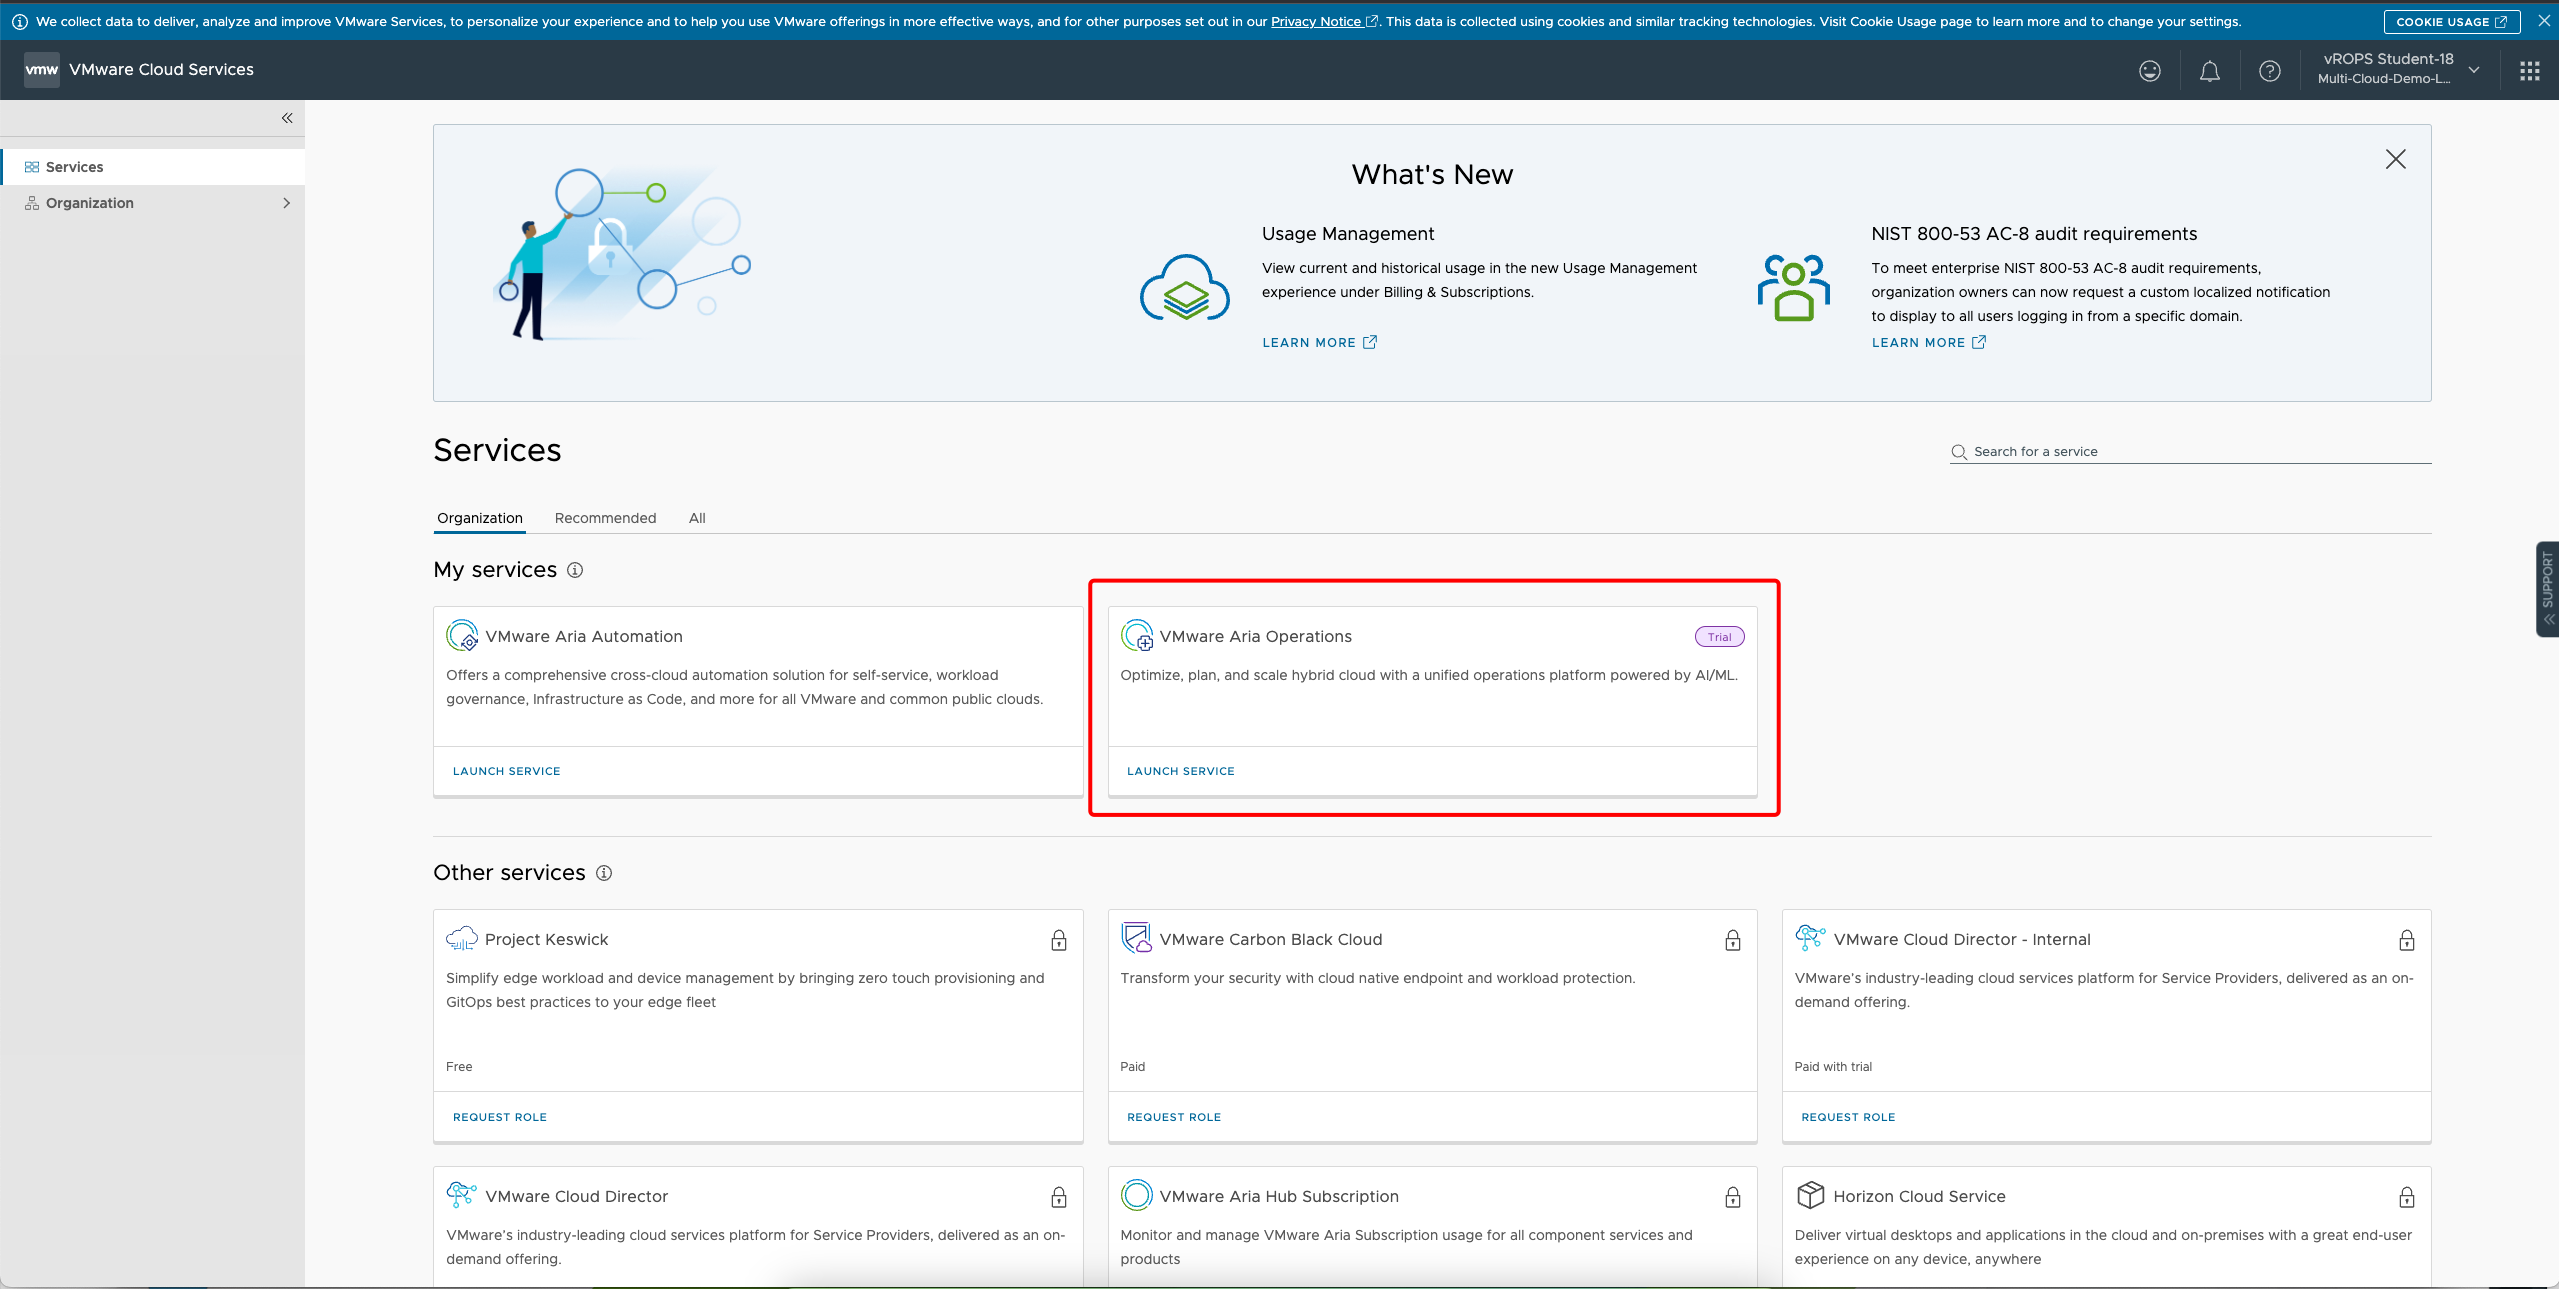 We collect data to deliver, analyze and improve VMware Services, to personalize your experience and to help you use VMware offerings in more effective ways, and for other purposes set out in our Privacy Notice. This data is collected using cookies and similar tracking technologies. Visit Cookie Usage page to learn more and to change your settings.
COOKIE USAGE
vmw VMware Cloud Services
vROPS Student-18
Multi-Cloud-Demo-L...
Services
Organization
What's New
Usage Management
View current and historical usage in the new Usage Management
experience under Billing & Subscriptions.
LEARN MORE
NIST 800-53 AC-8 audit requirements
To meet enterprise NIST 800-53 AC-8 audit requirements,
organization owners can now request a custom localized notification
to display to all users logging in from a specific domain.
LEARN MORE
Services
Search for a service
Organization Recommended All
SUPPORT
My services
VMware Aria Automation
Offers a comprehensive cross-cloud automation solution for self-service, workload
governance, Infrastructure as Code, and more for all VMware and common public clouds.
LAUNCH SERVICE
VMware Aria Operations
Trial
Optimize, plan, and scale hybrid cloud with a unified operations platform powered by AI/ML.
LAUNCH SERVICE
Other services
Project Keswick
Simplify edge workload and device management by bringing zero touch provisioning and
GitOps best practices to your edge fleet
Free
REQUEST ROLE
VMware Carbon Black Cloud
Transform your security with cloud native endpoint and workload protection.
Paid
REQUEST ROLE
VMware Cloud Director - Internal
VMware's industry-leading cloud services platform for Service Providers, delivered as an on-
demand offering.
Paid with trial
REQUEST ROLE
VMware Cloud Director
VMware's industry-leading cloud services platform for Service Providers, delivered as an on-
demand offering.
VMware Aria Hub Subscription
Monitor and manage VMware Aria Subscription usage for all component services and
products
Horizon Cloud Service
Deliver virtual desktops and applications in the cloud and on-premises with a great end-user
experience on any device, anywhere